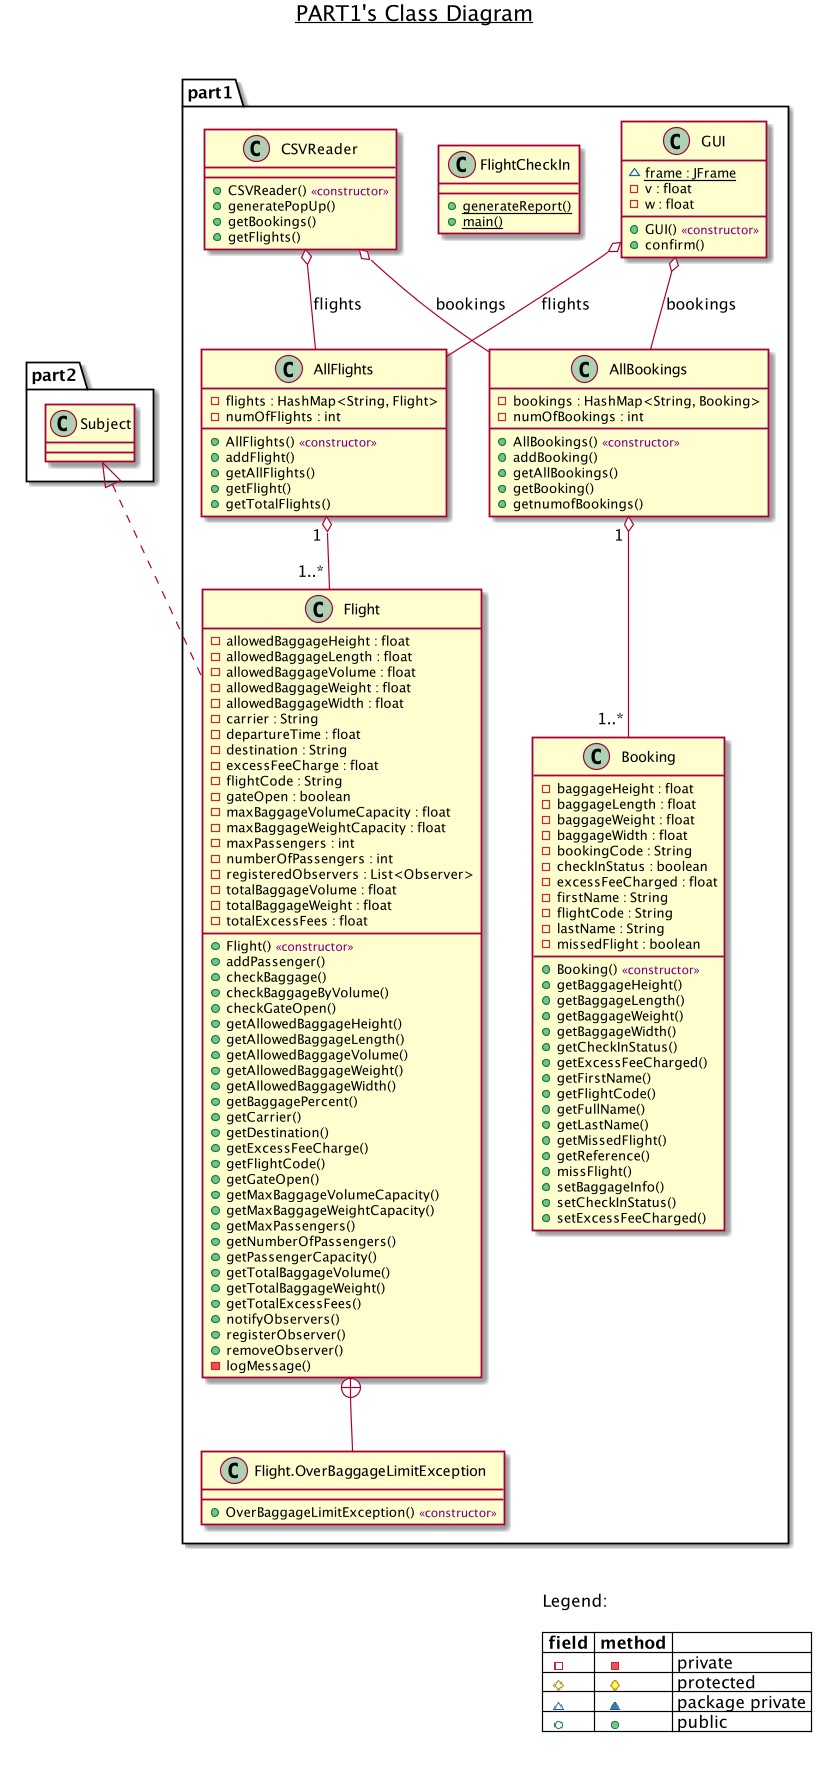 PART1's Class Diagram
part1
C CSVReader
CSVReader() «constructor»
generatePopUp()
getBookings()
getFlights()
C FlightCheckIn
generateReport()
main()
C GUI
frame : JFrame
v : float
w : float
GUI() «constructor»
confirm()
flights
bookings
flights
bookings
part2
C Subject
C AllFlights
flights : HashMap<String, Flight>
numOfFlights : int
AllFlights() «constructor»
addFlight()
getAllFlights()
getFlight()
getTotalFlights()
C AllBookings
bookings : HashMap<String, Booking>
numOfBookings : int
AllBookings() «constructor»
addBooking()
getAllBookings()
getBooking()
getnumofBookings()
1
1..*
1
1..*
C Flight
allowedBaggageHeight : float
allowedBaggageLength : float
allowedBaggageVolume : float
allowedBaggageWeight : float
allowedBaggageWidth : float
carrier : String
departureTime : float
destination : String
excessFeeCharge : float
flightCode : String
gateOpen : boolean
maxBaggageVolumeCapacity : float
maxBaggageWeightCapacity : float
maxPassengers : int
numberOfPassengers : int
registeredObservers : List<Observer>
totalBaggageVolume : float
totalBaggageWeight : float
totalExcessFees : float
Flight() «constructor»
addPassenger()
checkBaggage()
checkBaggageByVolume()
checkGateOpen()
getAllowedBaggageHeight()
getAllowedBaggageLength()
getAllowedBaggageVolume()
getAllowedBaggageWeight()
getAllowedBaggageWidth()
getBaggagePercent()
getCarrier()
getDestination()
getExcessFeeCharge()
getFlightCode()
getGateOpen()
getMaxBaggageVolumeCapacity()
getMaxBaggageWeightCapacity()
getMaxPassengers()
getNumberOfPassengers()
getPassengerCapacity()
getTotalBaggageVolume()
getTotalBaggageWeight()
getTotalExcessFees()
notifyObservers()
registerObserver()
removeObserver()
logMessage()
C Booking
baggageHeight : float
baggageLength : float
baggageWeight : float
baggageWidth : float
bookingCode : String
checkInStatus : boolean
excessFeeCharged : float
firstName : String
flightCode : String
lastName : String
missedFlight : boolean
Booking() «constructor»
getBaggageHeight()
getBaggageLength()
getBaggageWeight()
getBaggageWidth()
getCheckInStatus()
getExcessFeeCharged()
getFirstName()
getFlightCode()
getFullName()
getLastName()
getMissedFlight()
getReference()
missFlight()
setBaggageInfo()
setCheckInStatus()
setExcessFeeCharged()
C Flight.OverBaggageLimitException
OverBaggageLimitException() «constructor»
Legend:
field method
private
protected
package private
public